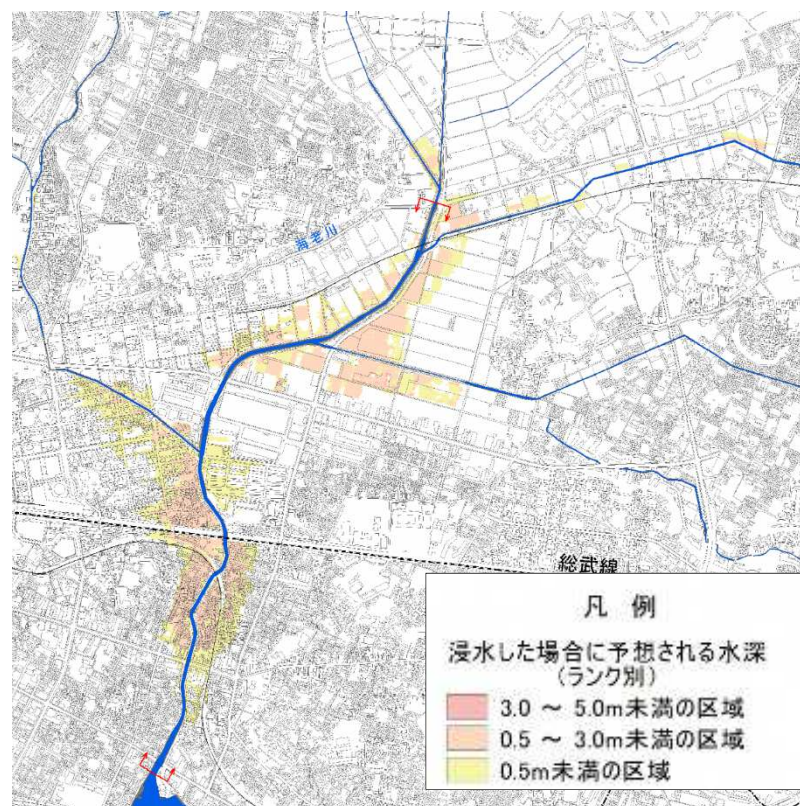 海老川
総武線
凡 例
浸水した場合に予想される水深
(ランク別)
3.0 ～ 5.0m未満の区域
0.5 ～ 3.0m未満の区域
0.5m未満の区域